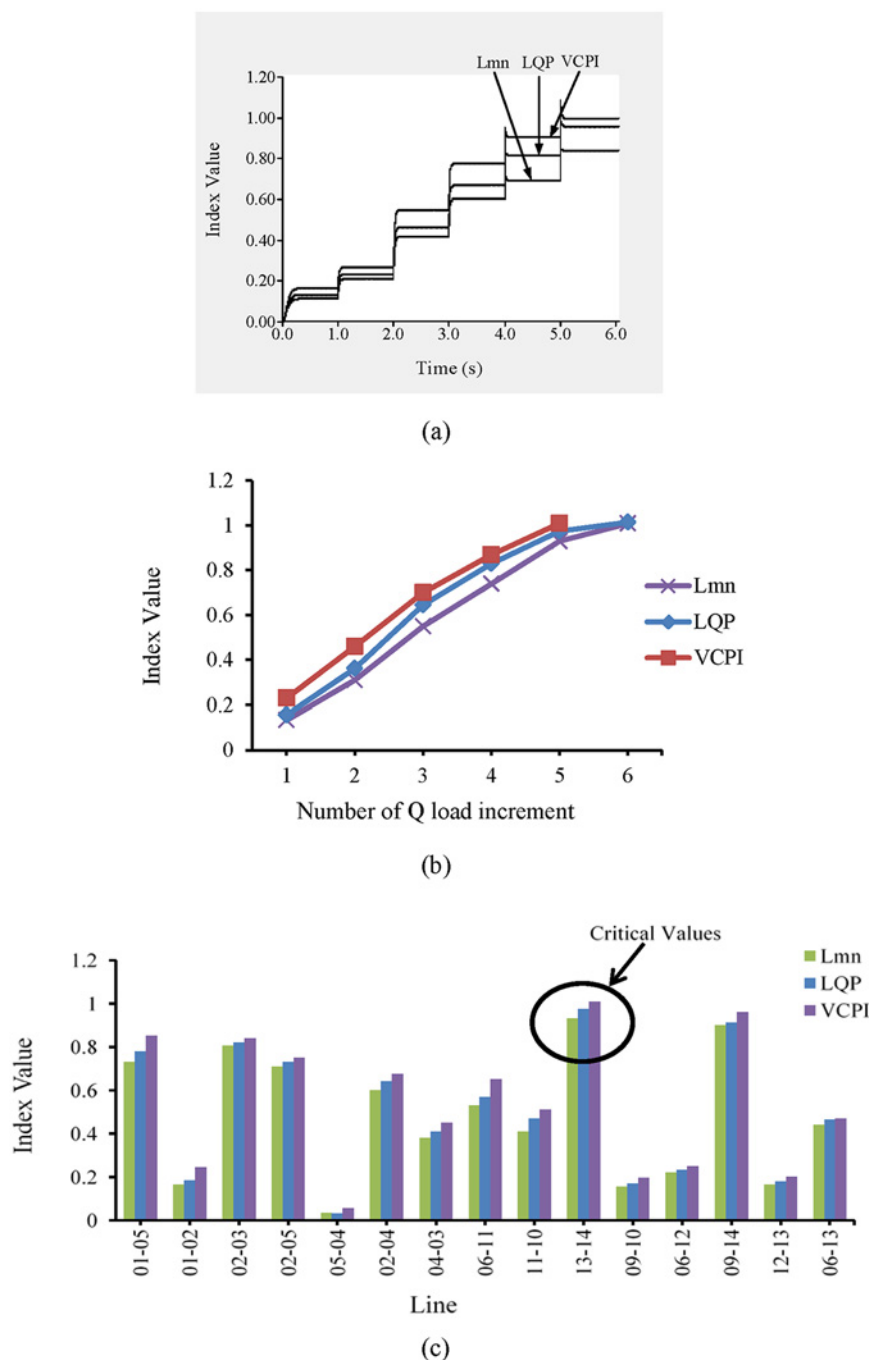 Lmn LQP VCPI
1.20
1.00
0.80
0.60
0.40
0.20
0.00
Index Value
0.0 1.0 2.0 3.0 4.0 5.0 6.0
Time (s)
(a)
1.2
1
0.8
0.6
0.4
0.2
0
Index Value
Lmn
LQP
VCPI
1 2 3 4 5 6
Number of Q load increment
(b)
Critical Values
1.2
1
0.8
0.6
0.4
0.2
0
Index Value
Lmn
LQP
VCPI
01-05
01-02
02-03
02-05
05-04
02-04
04-03
06-11
11-10
13-14
09-10
06-12
09-14
12-13
06-13
Line
(c)